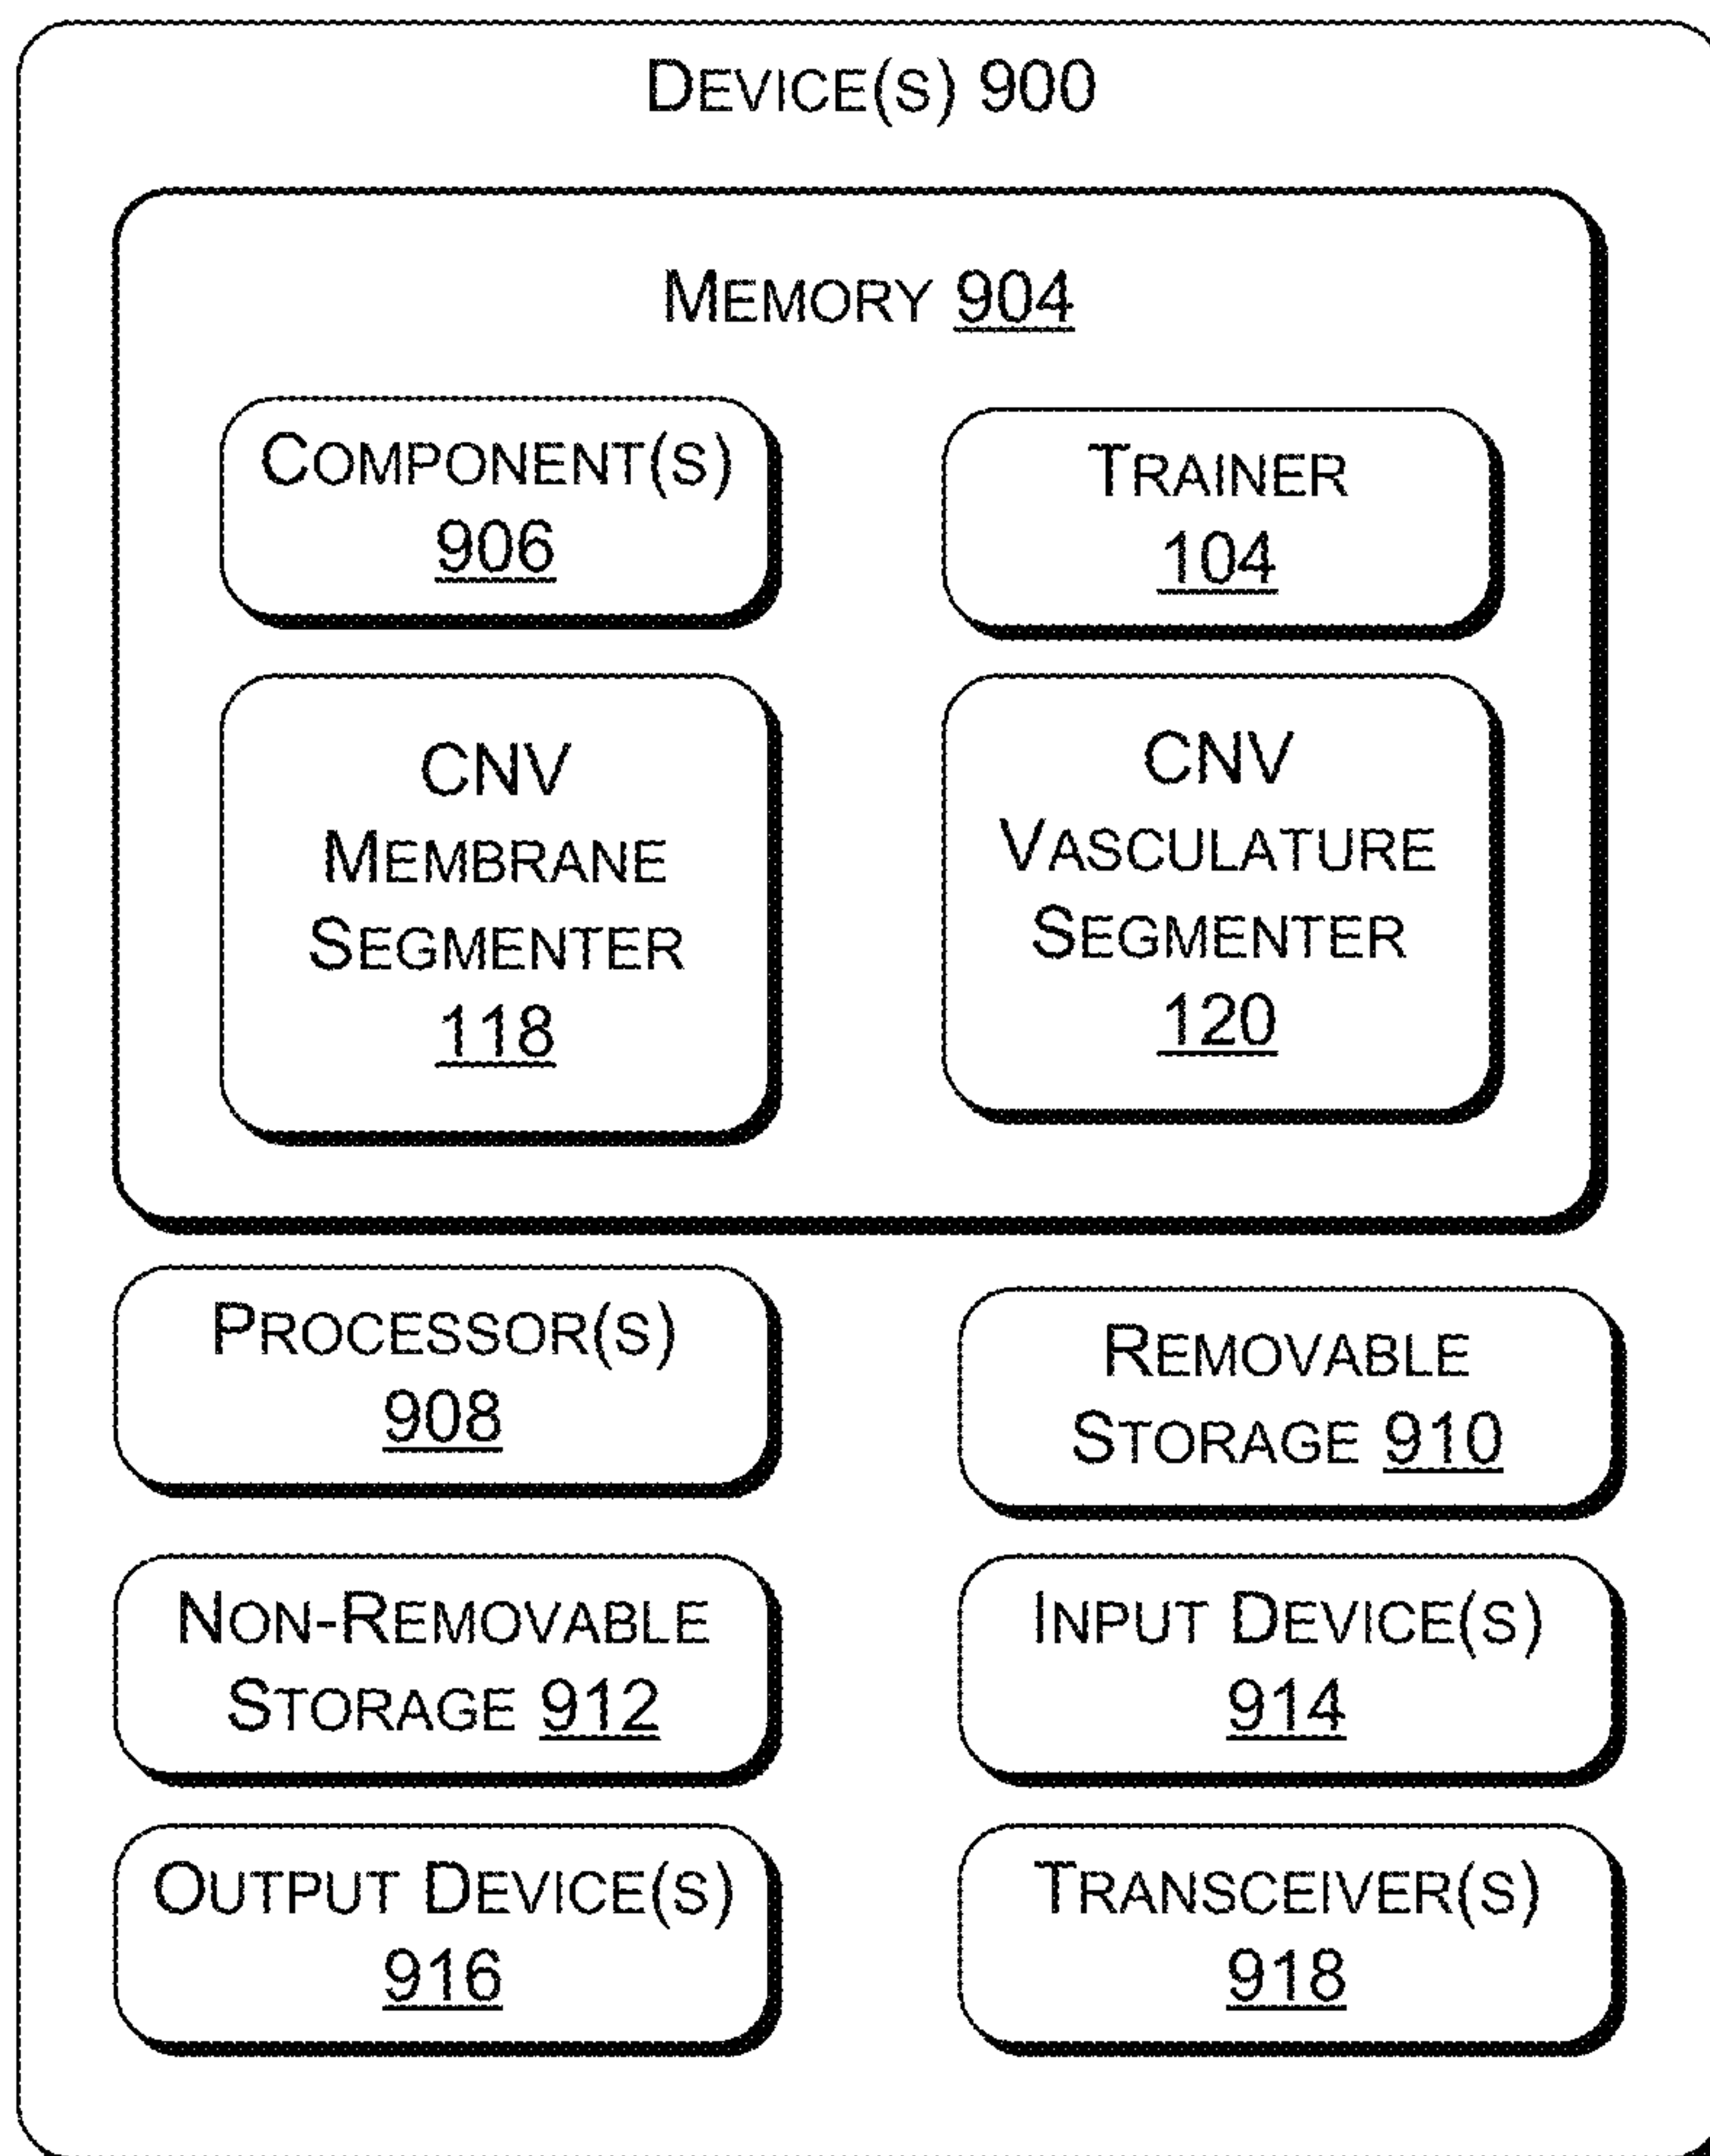 DEVICE(S) 900
MEMORY 904
COMPONENT(S)
906
TRAINER
104
CNV
MEMBRANE
SEGMENTER
118
CNV
VASCULATURE
SEGMENTER
120
PROCESSOR(S)
908
REMOVABLE
STORAGE 910
NON-REMOVABLE
STORAGE 912
INPUT DEVICE(S)
914
OUTPUT DEVICE(S)
916
TRANSCEIVER(S)
918